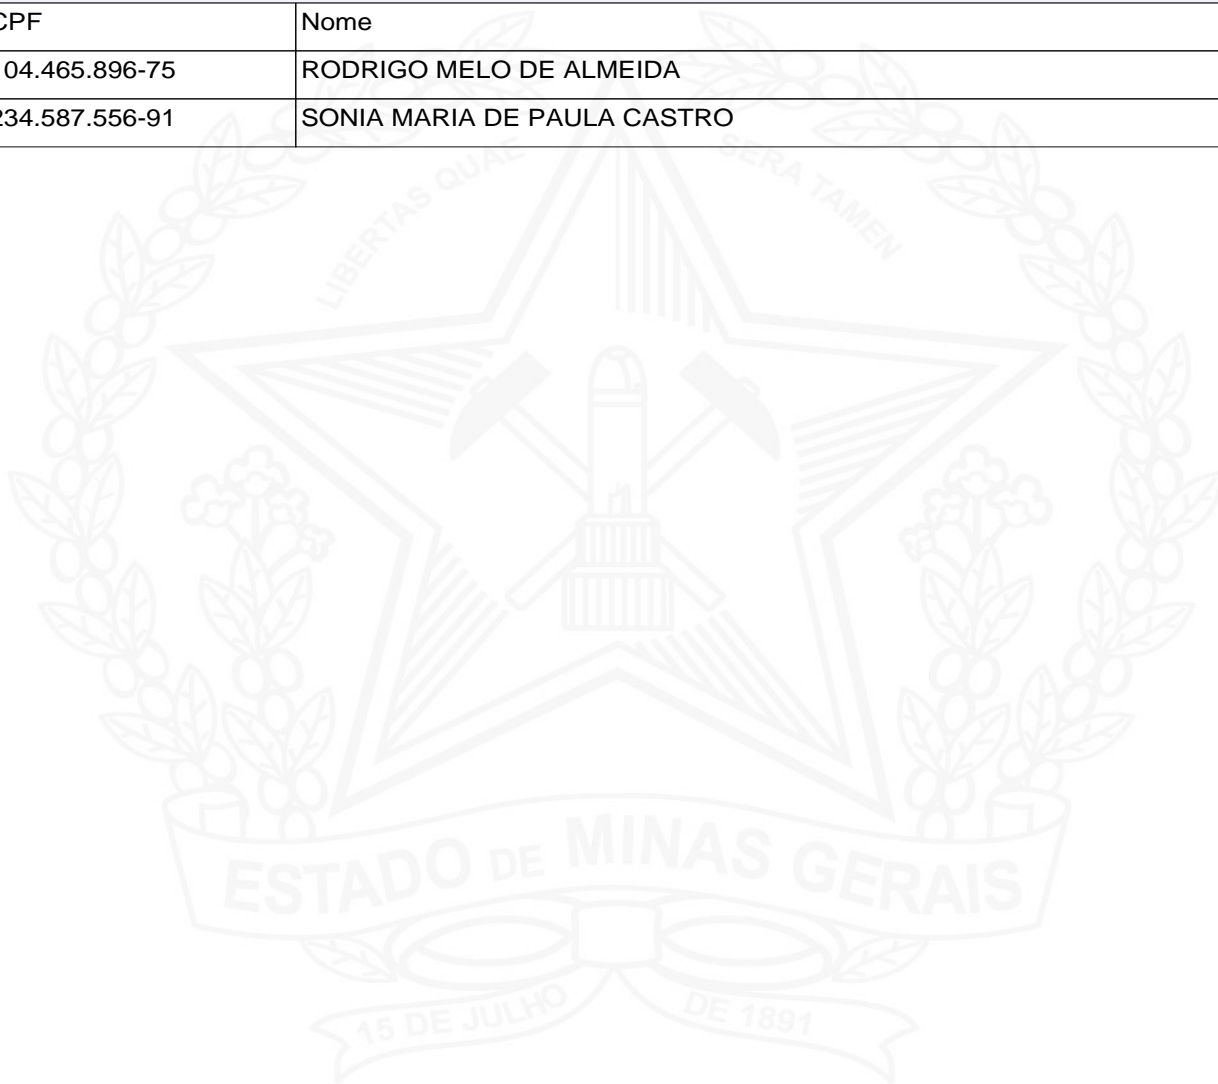 CPF Nome
04.465.896-75 RODRIGO MELO DE ALMEIDA
234.587.556-91 SONIA MARIA DE PAULA CASTRO
LIBERTAS QUAE SERA TAMEN
ESTADO DE MINAS GERAIS
15 DE JULHO DE 1891